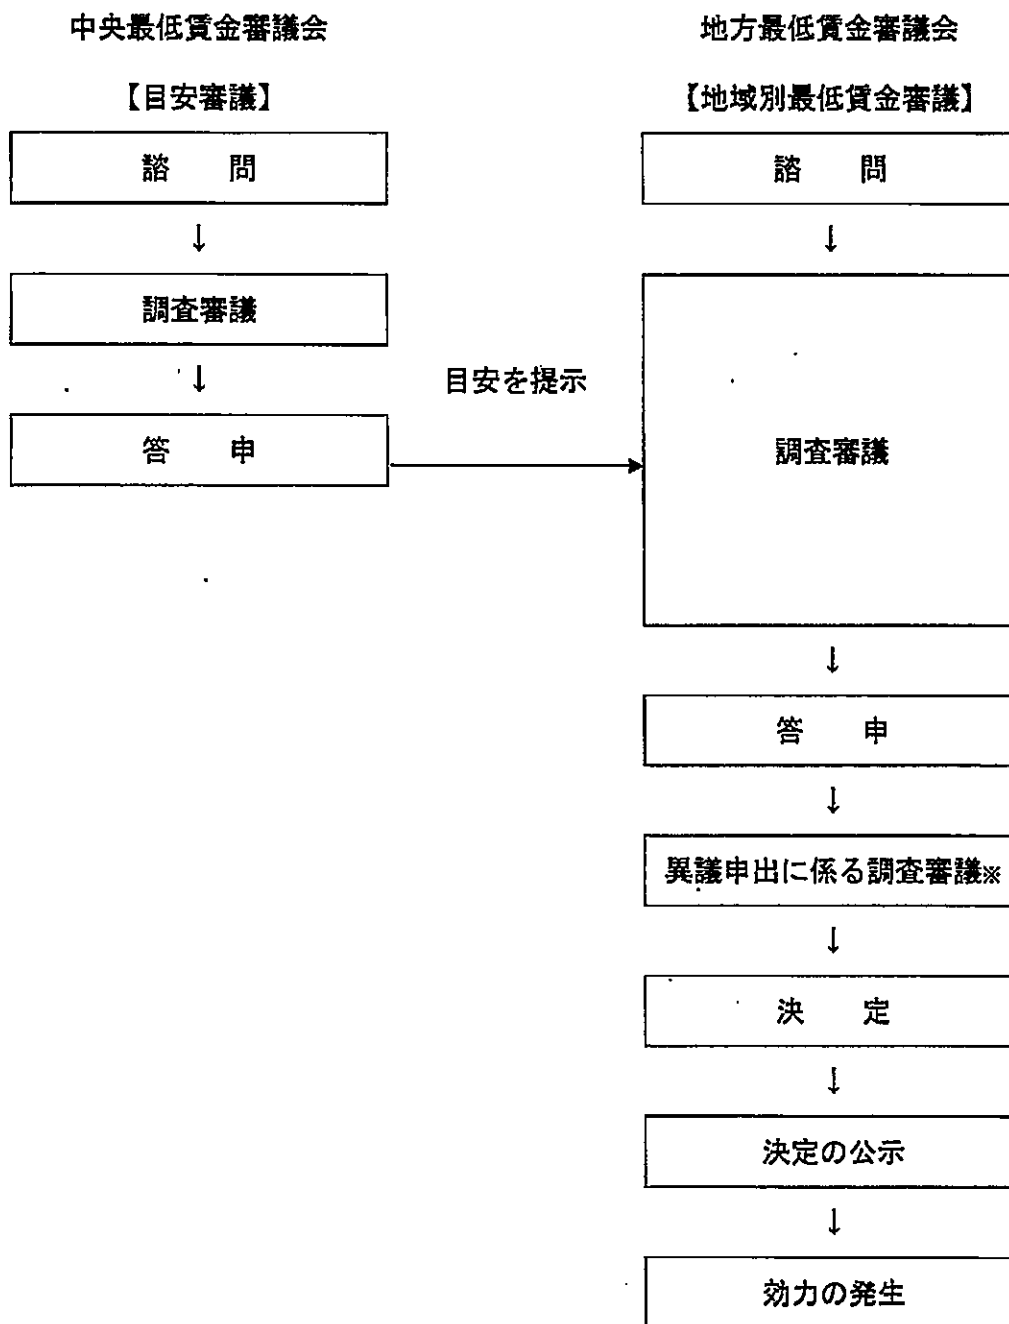 中央最低賃金審議会
【目安審議】
諮 問
↓
調査審議
↓
答 申
目安を提示
地方最低賃金審議会
【地域別最低賃金審議】
諮 問
↓
調査審議
↓
答 申
↓
異議申出に係る調査審議※
↓
決 定
↓
決定の公示
↓
効力の発生